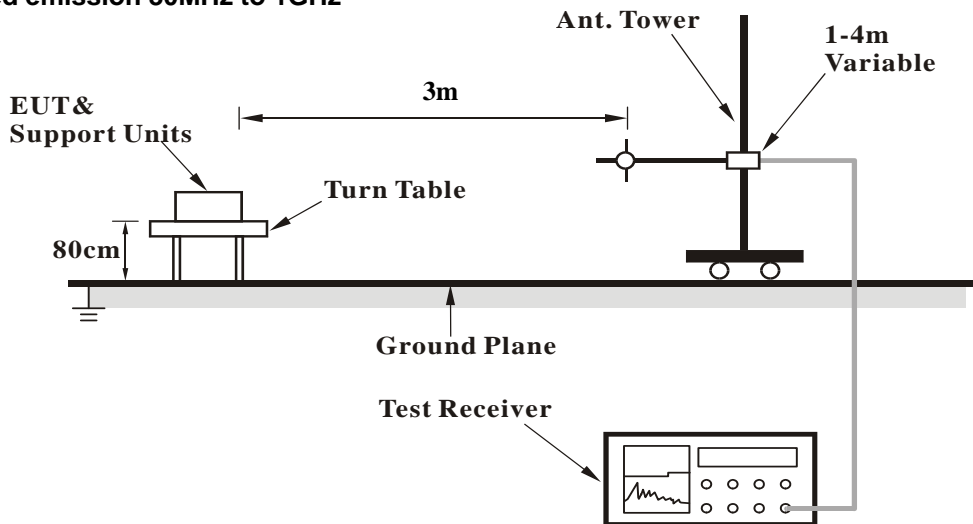 Ant. Tower
1-4m
Variable
3m
EUT&
Support Units
Turn Table
80cm
Ground Plane
Test Receiver